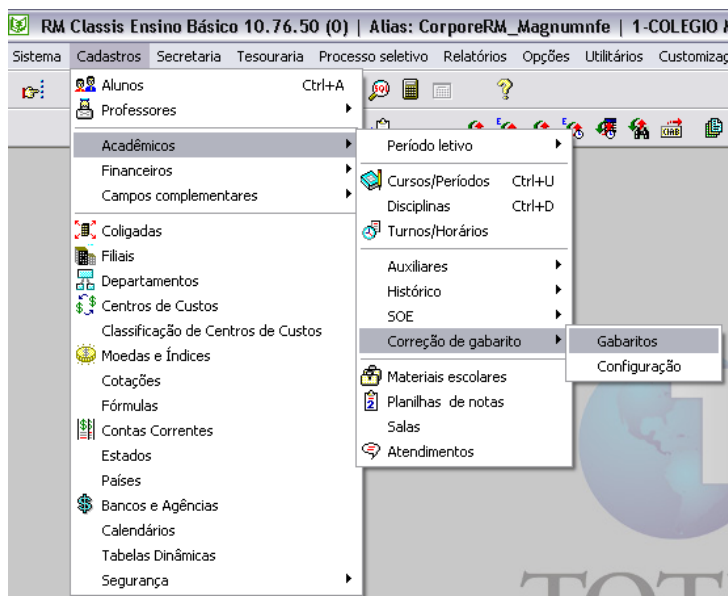 RM Classis Ensino Básico 10.76.50 (0) | Alias: CorporeRM_Magnumnfe | 1-COLEGIO
Sistema Cadastros Secretaria Tesouraria Processo seletivo Relatórios Opções Utilitários Customizaç
Alunos Ctrl+A
Professores
Acadêmicos
Financeiros
Campos complementares
Coligadas
Filiais
Departamentos
Centros de Custos
Classificação de Centros de Custos
Moedas e Índices
Cotações
Fórmulas
Contas Correntes
Estados
Países
Bancos e Agências
Calendários
Tabelas Dinâmicas
Segurança
Período letivo
Cursos/Períodos Ctrl+U
Disciplinas Ctrl+D
Turnos/Horários
Auxiliares
Histórico
SOE
Correção de gabarito
Materiais escolares
Planilhas de notas
Salas
Atendimentos
Gabaritos
Configuração